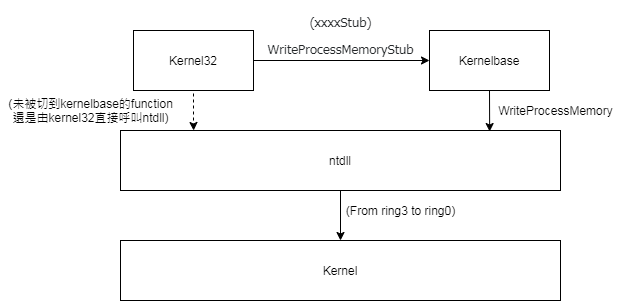 (xxxxStub)
Kernel32
WriteProcessMemoryStub
Kernelbase
(未被切到kernelbase的function
還是由kernel32直接呼叫ntdll)
WriteProcessMemory
ntdll
(From ring3 to ring0)
Kernel